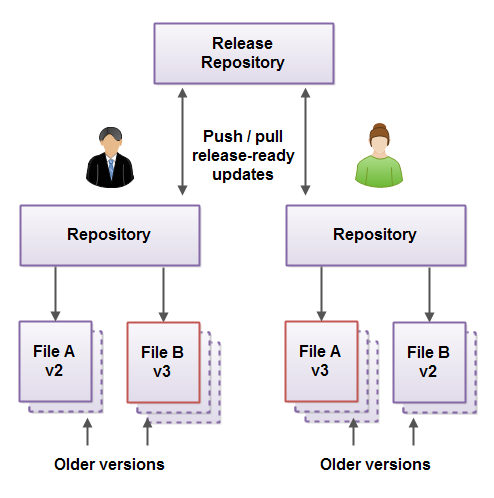 Release
Repository
Push / pull
release-ready
updates
Repository
Repository
File A
v2
File B
v3
File A
v3
File B
v2
Older versions
Older versions